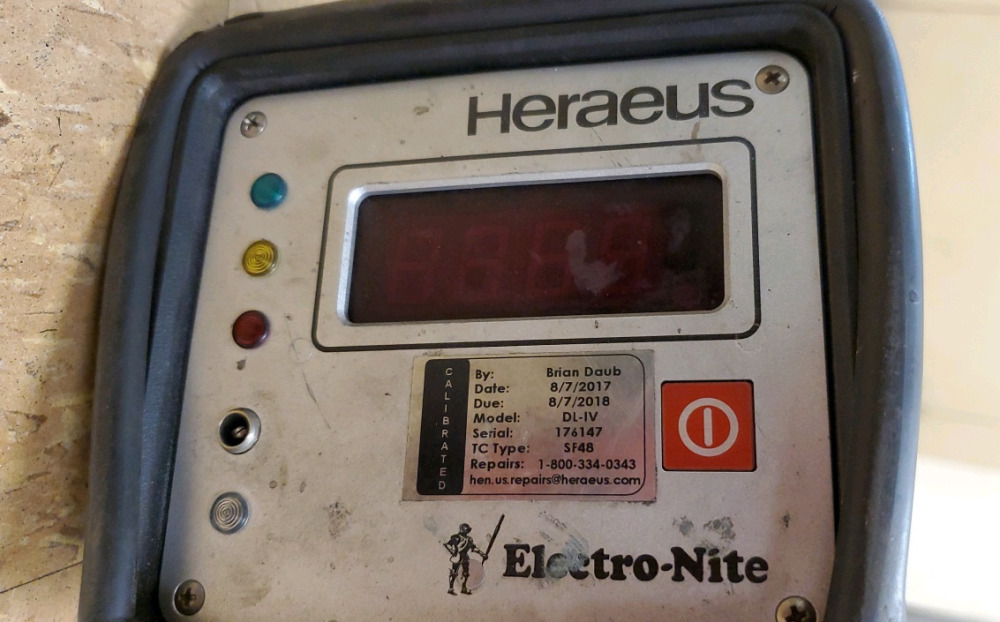 Heraeus
CALIBRATED
By: Brian Daub
Date: 8/7/2017
Due: 8/7/2018
Model: DL-IV
Serial: 176147
TC Type: SF48
Repairs: 1-800-334-0343
hen.us.repairs@heraeus.com
Electro-Nite